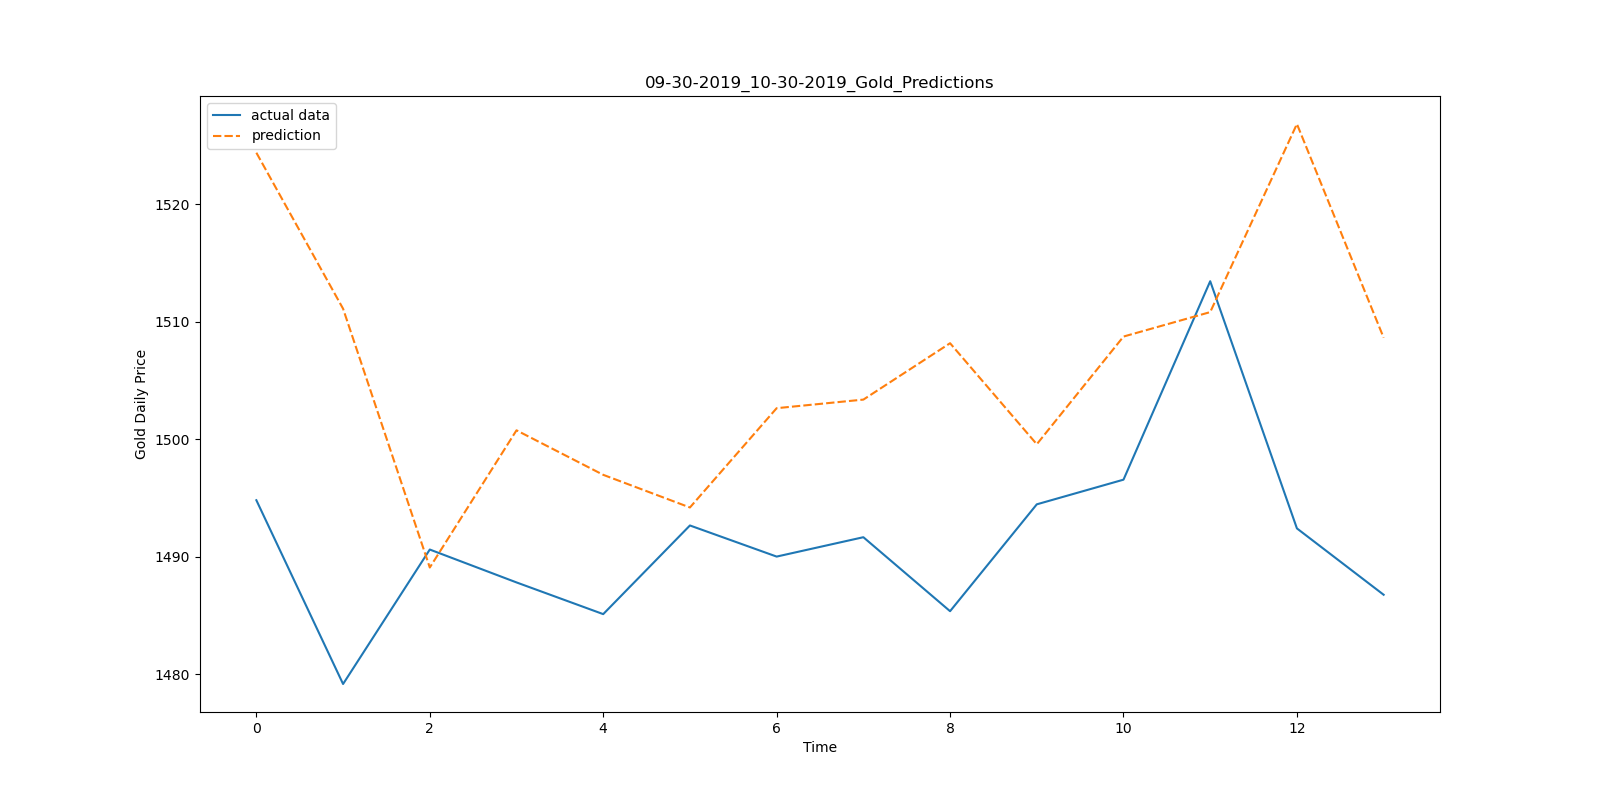 09-30-2019_10-30-2019_Gold_Predictions
actual data
prediction
1520
1510
1500
1490
1480
Gold Daily Price
0 2 4 6 8 10 12
Time